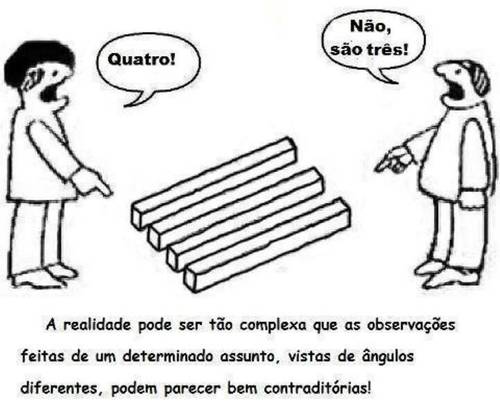 Quatro!
Não,
são três!
A realidade pode ser tão complexa que as observações
feitas de um determinado assunto, vistas de ângulos
diferentes, podem parecer bem contraditórias!